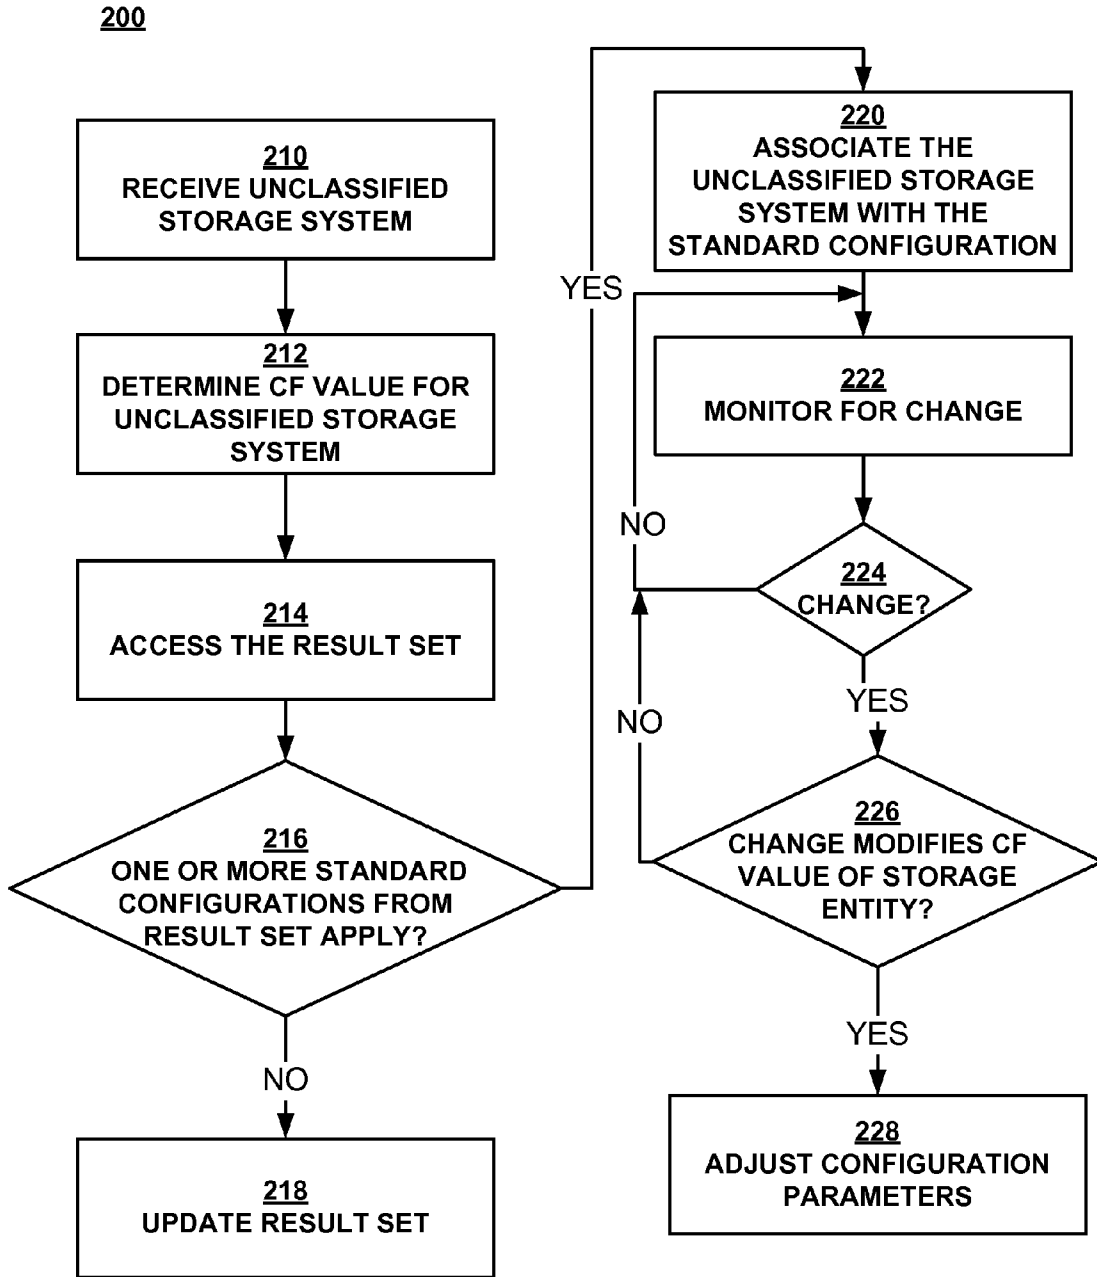 200
210
RECEIVE UNCLASSIFIED
STORAGE SYSTEM
212
DETERMINE CF VALUE FOR
UNCLASSIFIED STORAGE
SYSTEM
214
ACCESS THE RESULT SET
216
ONE OR MORE STANDARD
CONFIGURATIONS FROM
RESULT SET APPLY?
NO
218
UPDATE RESULT SET
YES
220
ASSOCIATE THE
UNCLASSIFIED STORAGE
SYSTEM WITH THE
STANDARD CONFIGURATION
222
MONITOR FOR CHANGE
NO
224
CHANGE?
YES
NO
226
CHANGE MODIFIES CF
VALUE OF STORAGE
ENTITY?
YES
228
ADJUST CONFIGURATION
PARAMETERS